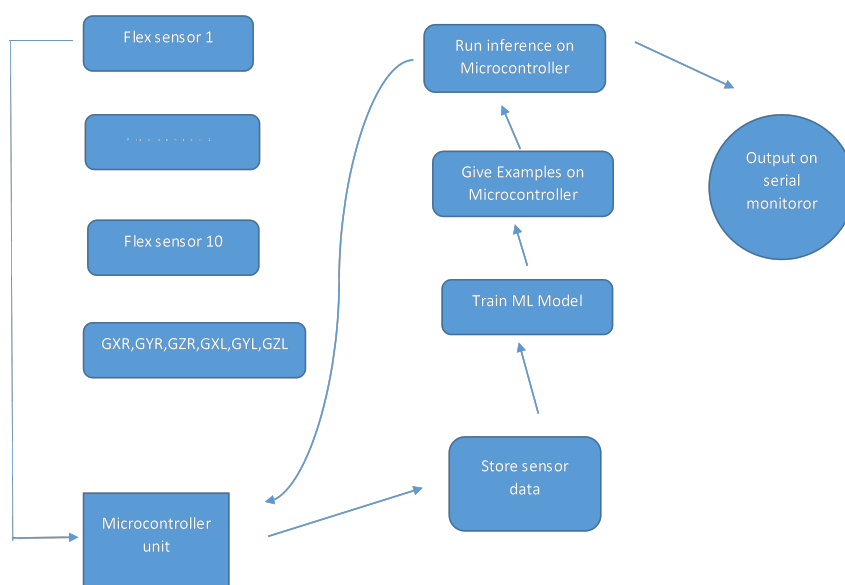 Flex sensor 1
. . . . . . . . . . .
Flex sensor 10
GXR,GYR,GZR,GXL,GYL,GZL
Microcontroller
unit
Run inference on
Microcontroller
Give Examples on
Microcontroller
Train ML Model
Store sensor
data
Output on
serial
monitoror